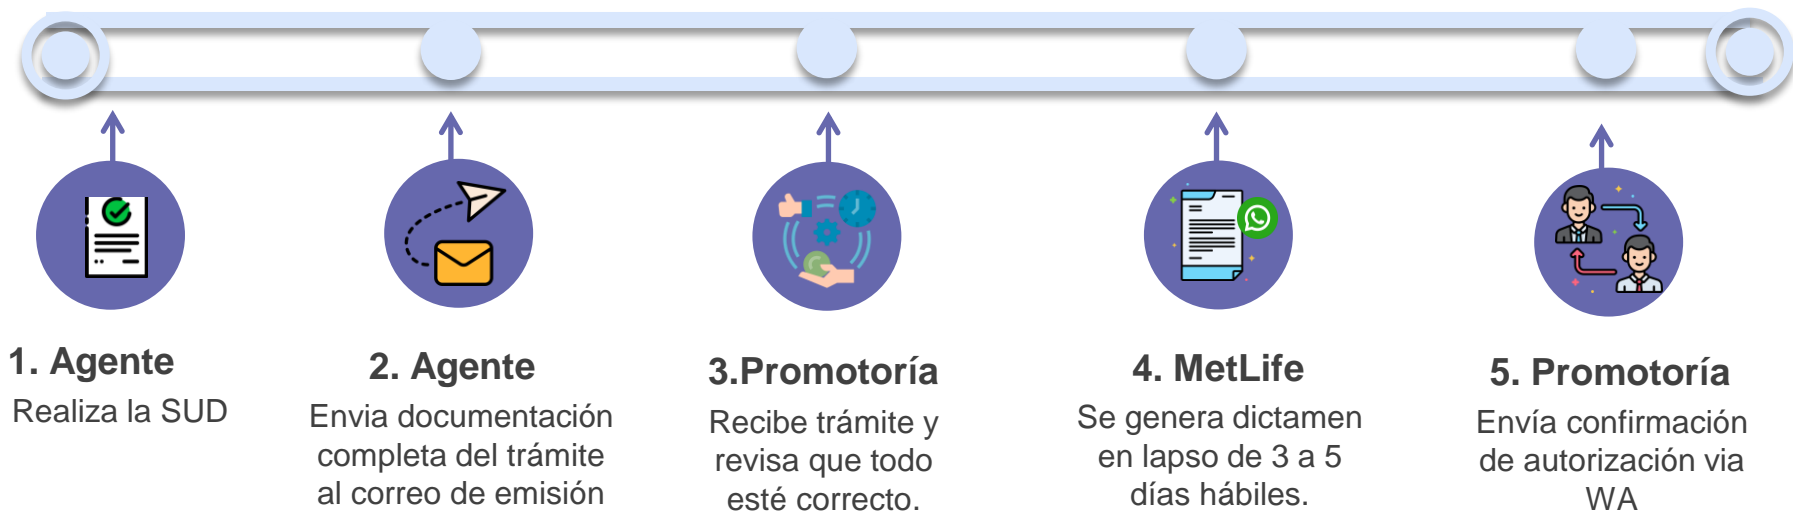 1. Agente
Realiza la SUD
2. Agente
Envia documentación
completa del trámite
al correo de emisión
3.Promotoría
Recibe trámite y
revisa que todo
esté correcto.
4. MetLife
Se genera dictamen
en lapso de 3 a 5
días hábiles.
5. Promotoría
Envía confirmación
de autorización via
WA